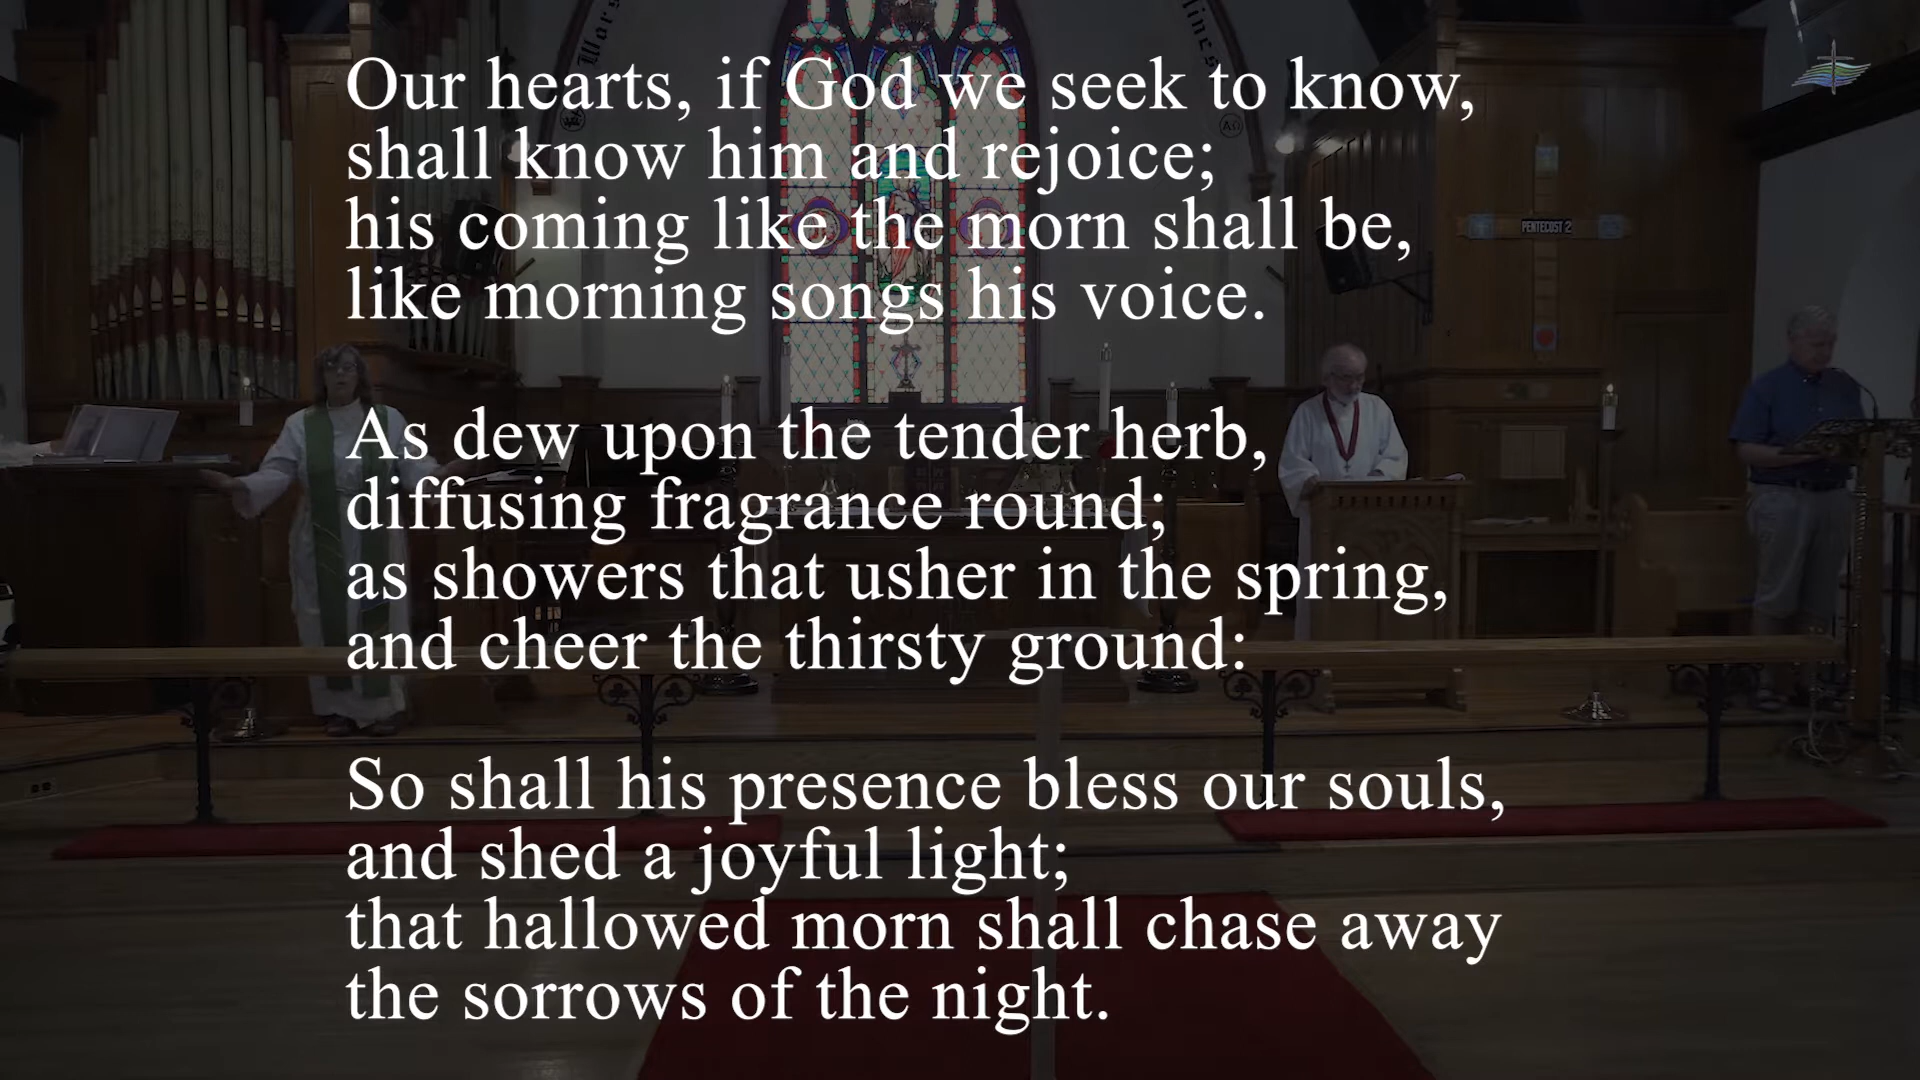 Our hearts, if God we seek to know,
shall know him and rejoice;
his coming like the morn shall be,
like morning songs his voice.
As dew upon the tender herb,
diffusing fragrance round;
as showers that usher in the spring,
and cheer the thirsty ground:
So shall his presence bless our souls,
and shed a joyful light;
that hallowed morn shall chase away
the sorrows of the night.
PENTECOST 2